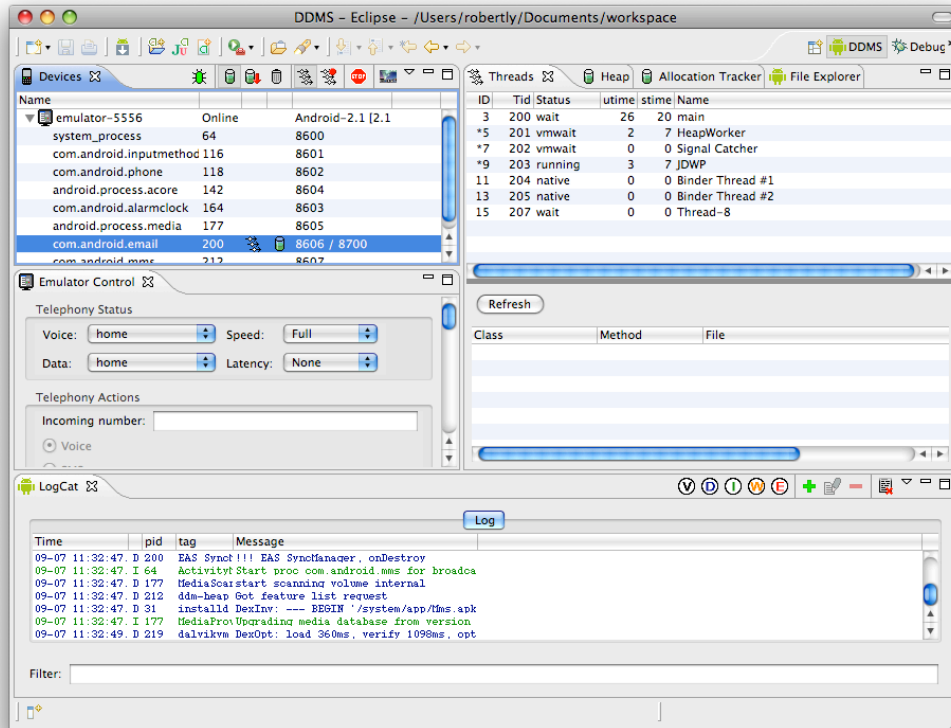 DDMS – Eclipse – /Users/robertly/Documents/workspace
DDMS Debug
Devices
Name
emulator-5556 Online Android-2.1 [2.1
system_process 64 8600
com.android.inputmethod 116 8601
com.android.phone 118 8602
android.process.acore 142 8604
com.android.alarmclock 164 8603
android.process.media 177 8605
com.android.email 200 8606 / 8700
com.android.mms 212 8607
Threads Heap Allocation Tracker File Explorer
ID Tid Status utime stime Name
3 200 wait 26 20 main
*5 201 vmwait 2 7 HeapWorker
*7 202 vmwait 0 0 Signal Catcher
*9 203 running 3 7 JDWP
11 204 native 0 0 Binder Thread #1
13 205 native 0 0 Binder Thread #2
15 207 wait 0 0 Thread-8
Refresh
Class Method File
Emulator Control
Telephony Status
Voice: home Speed: Full
Data: home Latency: None
Telephony Actions
Incoming number:
Voice
LogCat
V D I W E
Log
Time pid tag Message
09-07 11:32:47. D 200 EAS Synch !!! EAS SyncManager, onDestroy
09-07 11:32:47. I 64 Activity Start proc com.android.mms for broadca
09-07 11:32:47. D 177 MediaScar start scanning volume internal
09-07 11:32:47. D 212 ddm-heap Got feature list request
09-07 11:32:47. D 31 installd DexInv: --- BEGIN '/system/app/Mms.apk
09-07 11:32:47. I 177 MediaProv Upgrading media database from version
09-07 11:32:49. D 219 dalvikvm DexOpt: load 360ms, verify 1098ms, opt
Filter: